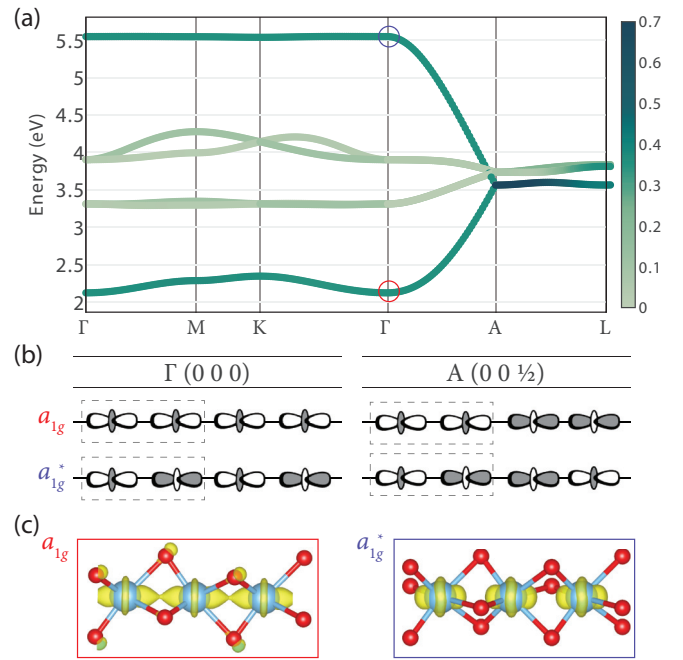 (a)
Energy (eV)
5.5
5
4.5
4
3.5
3
2.5
2
Γ M K Γ A L
0.7
0.6
0.5
0.4
0.3
0.2
0.1
0
(b)
Γ (0 0 0) A (0 0 ½)
a1g
a1g*
(c)
a1g a1g*